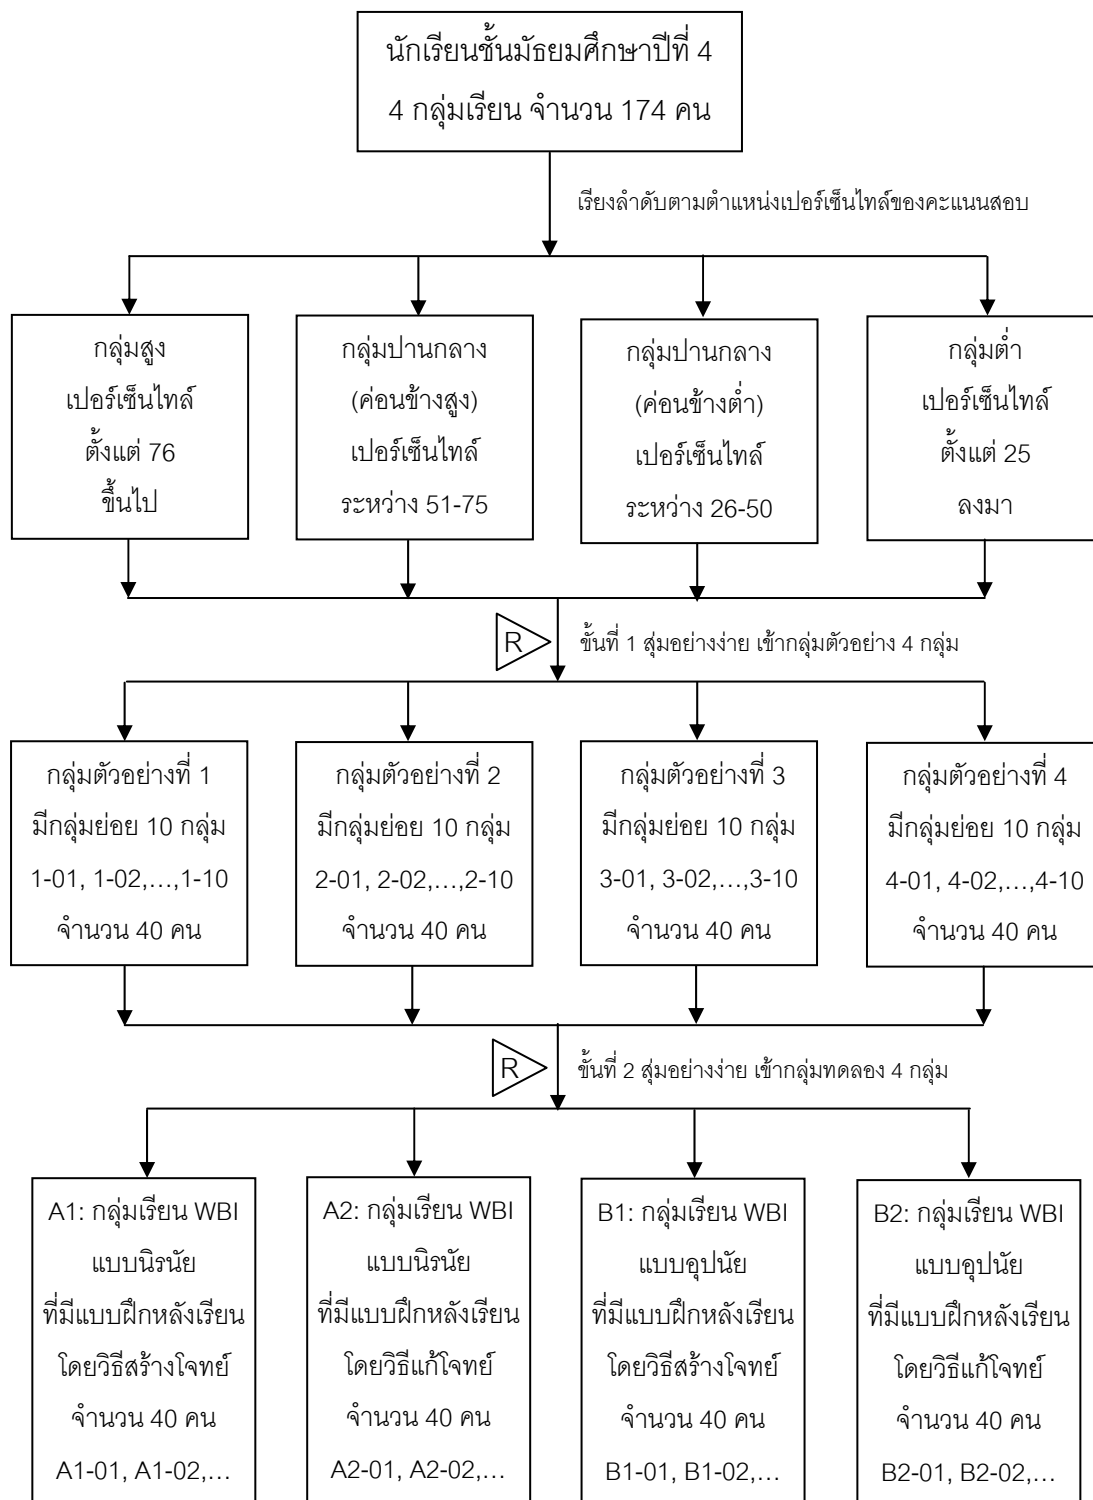 นักเรียนชั้นมัธยมศึกษาปีที่ 4
4 กลุ่มเรียน จำนวน 174 คน
เรียงลำดับตามตำแหน่งเปอร์เซ็นไทล์ของคะแนนสอบ
กลุ่มสูง
เปอร์เซ็นไทล์
ตั้งแต่ 76
ขึ้นไป
กลุ่มปานกลาง
(ค่อนข้างสูง)
เปอร์เซ็นไทล์
ระหว่าง 51-75
กลุ่มปานกลาง
(ค่อนข้างต่ำ)
เปอร์เซ็นไทล์
ระหว่าง 26-50
กลุ่มต่ำ
เปอร์เซ็นไทล์
ตั้งแต่ 25
ลงมา
R
ขั้นที่ 1 สุ่มอย่างง่าย เข้ากลุ่มตัวอย่าง 4 กลุ่ม
กลุ่มตัวอย่างที่ 1
มีกลุ่มย่อย 10 กลุ่ม
1-01, 1-02,...,1-10
จำนวน 40 คน
กลุ่มตัวอย่างที่ 2
มีกลุ่มย่อย 10 กลุ่ม
2-01, 2-02,...,2-10
จำนวน 40 คน
กลุ่มตัวอย่างที่ 3
มีกลุ่มย่อย 10 กลุ่ม
3-01, 3-02,...,3-10
จำนวน 40 คน
กลุ่มตัวอย่างที่ 4
มีกลุ่มย่อย 10 กลุ่ม
4-01, 4-02,...,4-10
จำนวน 40 คน
R
ขั้นที่ 2 สุ่มอย่างง่าย เข้ากลุ่มทดลอง 4 กลุ่ม
A1: กลุ่มเรียน WBI
แบบนิรนัย
ที่มีแบบฝึกหลังเรียน
โดยวิธีสร้างโจทย์
จำนวน 40 คน
A1-01, A1-02,...
A2: กลุ่มเรียน WBI
แบบนิรนัย
ที่มีแบบฝึกหลังเรียน
โดยวิธีแก้โจทย์
จำนวน 40 คน
A2-01, A2-02,...
B1: กลุ่มเรียน WBI
แบบอุปนัย
ที่มีแบบฝึกหลังเรียน
โดยวิธีสร้างโจทย์
จำนวน 40 คน
B1-01, B1-02,...
B2: กลุ่มเรียน WBI
แบบอุปนัย
ที่มีแบบฝึกหลังเรียน
โดยวิธีแก้โจทย์
จำนวน 40 คน
B2-01, B2-02,...